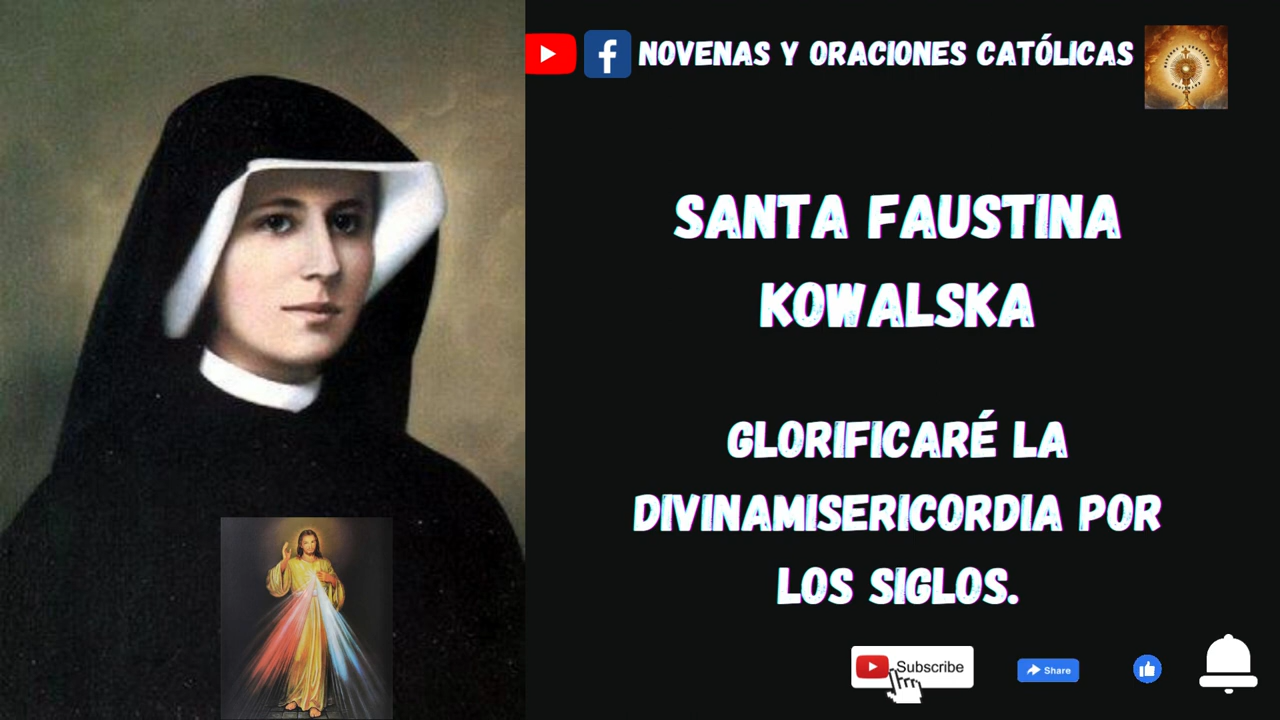 NOVENAS Y ORACIONES CATÓLICAS
SANTA FAUSTINA
KOWALSKA
GLORIFICARÉ LA
DIVINAMISERICORDIA POR
LOS SIGLOS.
Subscribe
Share